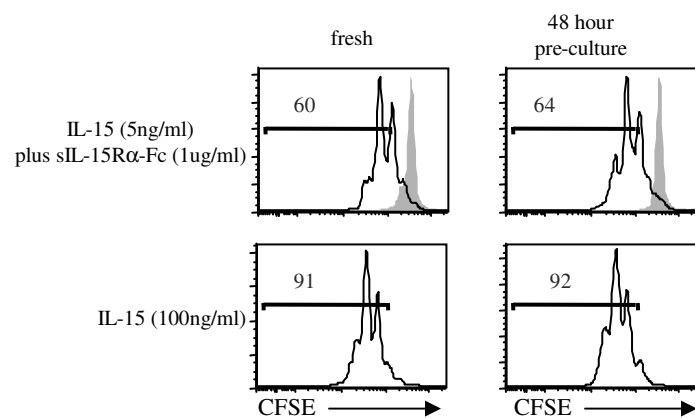 fresh
48 hour
pre-culture
IL-15 (5ng/ml)
plus sIL-15Rα-Fc (1ug/ml)
60
64
IL-15 (100ng/ml)
91
92
CFSE
CFSE